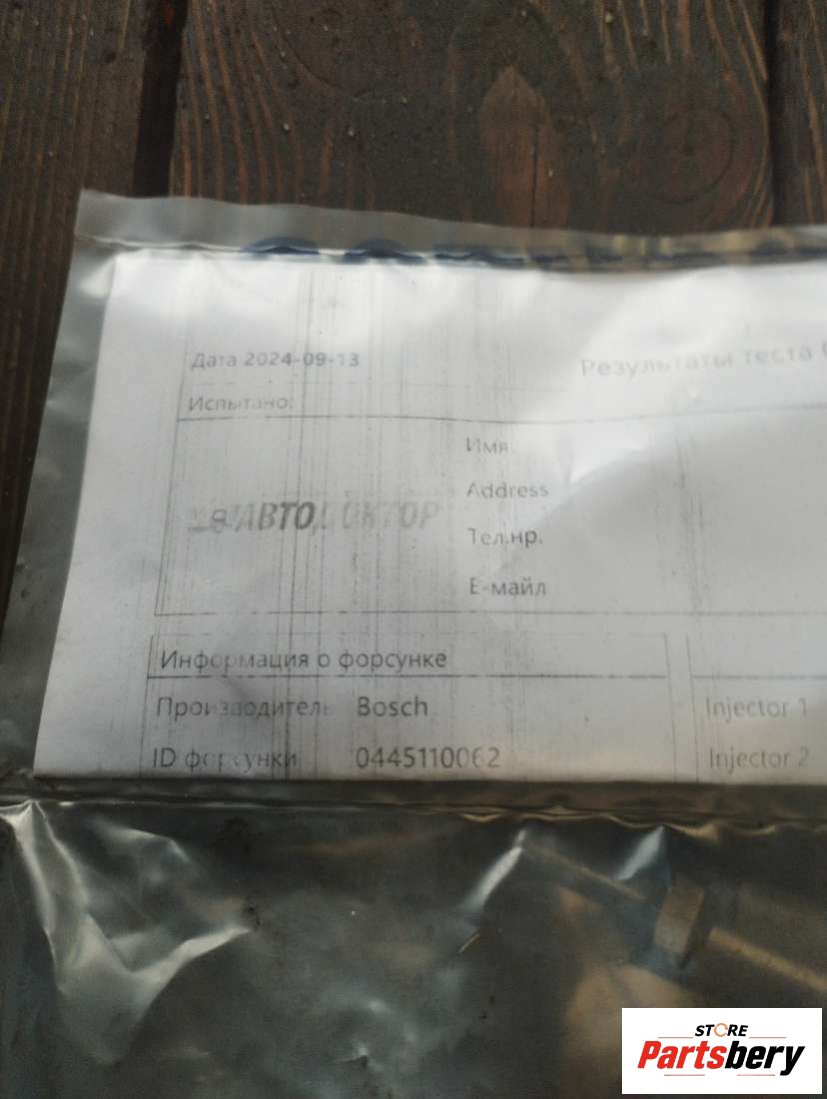 Дата 2024-09-13
Результаты теста
Испытано:
Имя
Address
АВТОДОКТОР
Тел.нр.
Е-майл
Информация о форсунке
Производитель Bosch
Injector 1
ID форсунки 0445110062
Injector 2
STORE
Partsbery